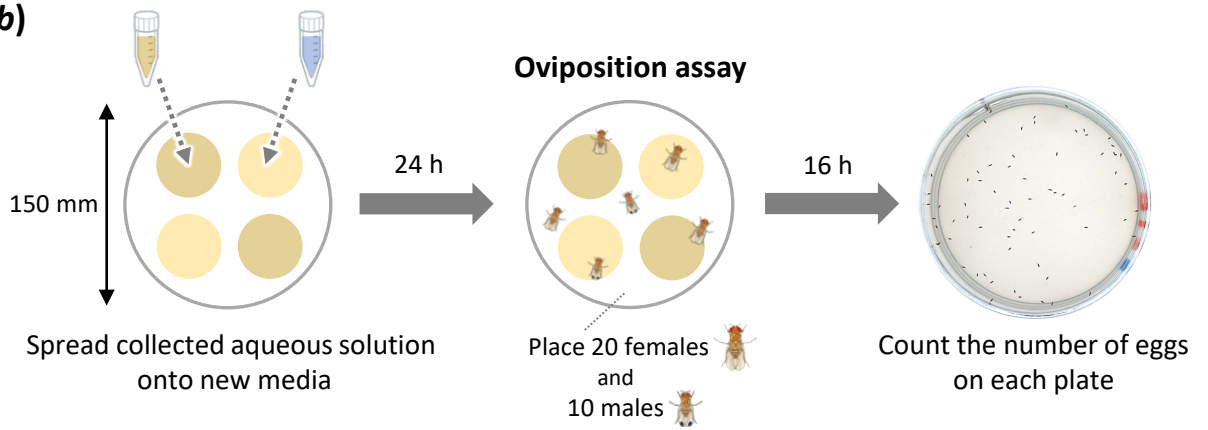 b)
Oviposition assay
24 h
16 h
150 mm
Spread collected aqueous solution
onto new media
Place 20 females
and
10 males
Count the number of eggs
on each plate